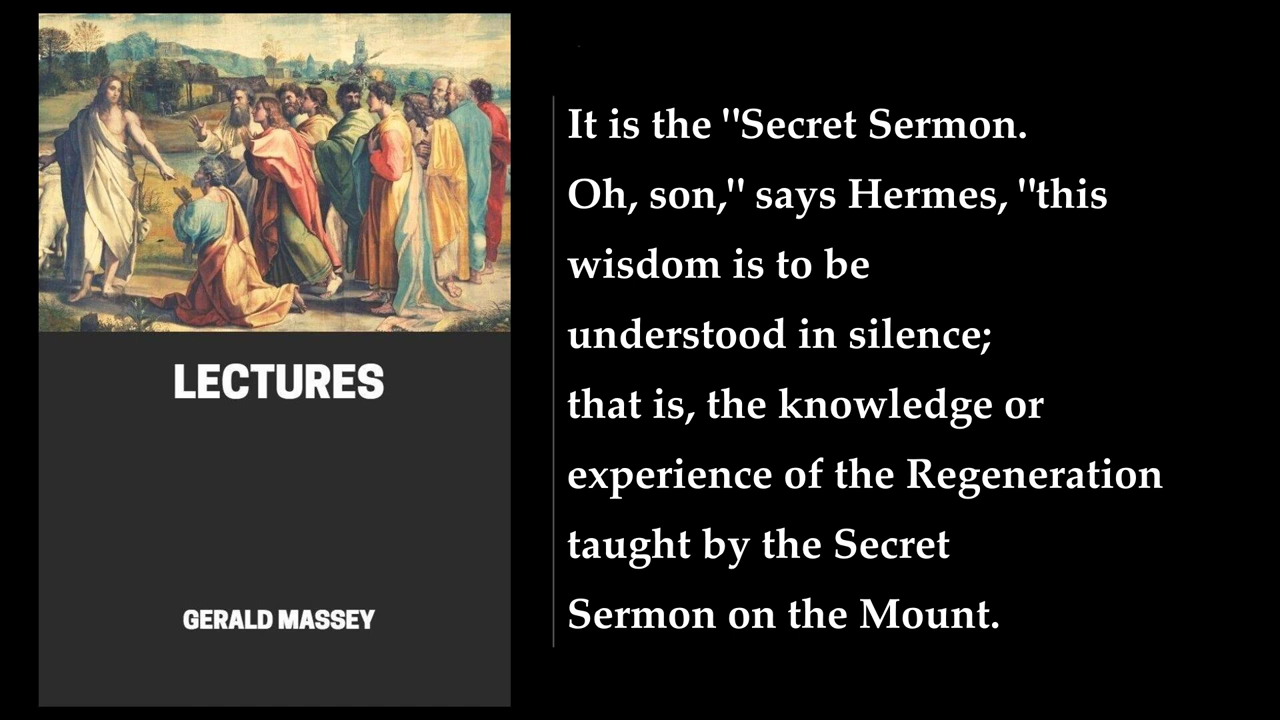 LECTURES
GERALD MASSEY
It is the "Secret Sermon.
Oh, son," says Hermes, "this
wisdom is to be
understood in silence;
that is, the knowledge or
experience of the Regeneration
taught by the Secret
Sermon on the Mount.